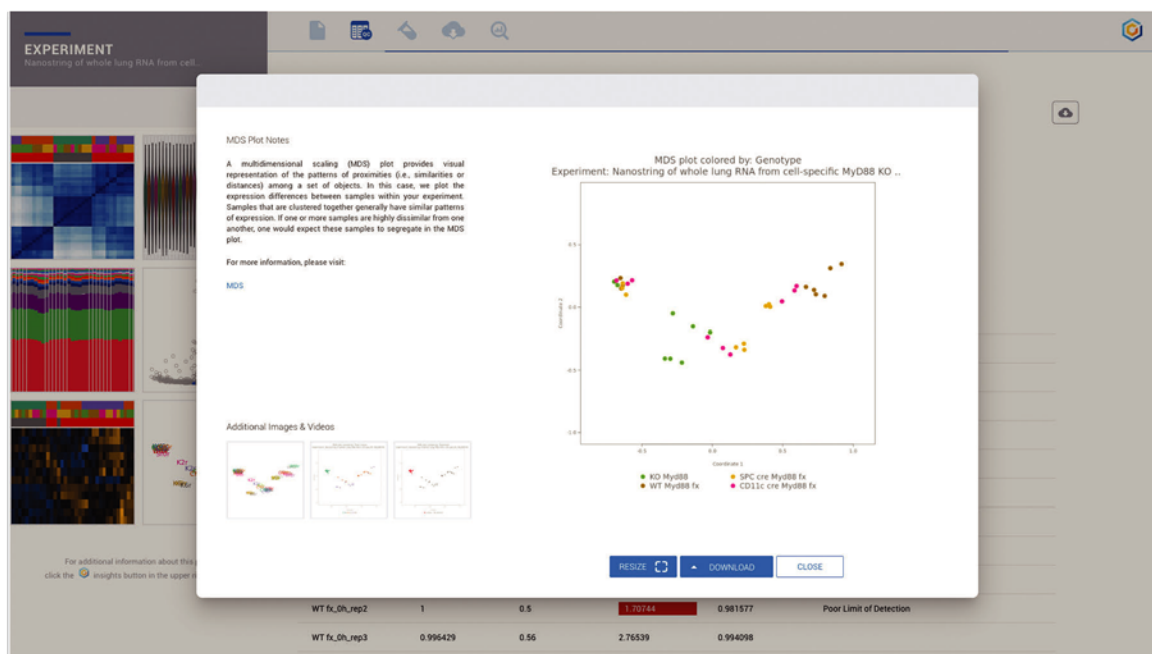 EXPERIMENT
Nanostring of whole lung RNA from cell..
MDS Plot Notes
A multidimensional scaling (MDS) plot provides visual
representation of the patterns of proximities (i.e., similarities or
distances) among a set of objects. In this case, we plot the
expression differences between samples within your experiment.
Samples that are clustered together generally have similar patterns
of expression. If one or more samples are highly dissimilar from one
another, one would expect these samples to segregate in the MDS
plot.
For more information, please visit:
MDS
MDS plot colored by: Genotype
Experiment: Nanostring of whole lung RNA from cell-specific MyD88 KO ..
0.5
0.0
-0.5
-1.0
Coordinate 2
-0.5
0.0
0.5
1.0
Coordinate 1
KO Myd88
SPC cre Myd88 fx
WT Myd88 fx
CD11c cre Myd88 fx
Additional Images & Videos
For additional information about this
click the insights button in the upper
RESIZE
DOWNLOAD
CLOSE
WT fx_0h_rep2 1 0.5 1.70744 0.981577 Poor Limit of Detection
WT fx_0h_rep3 0.996429 0.56 2.76539 0.994098